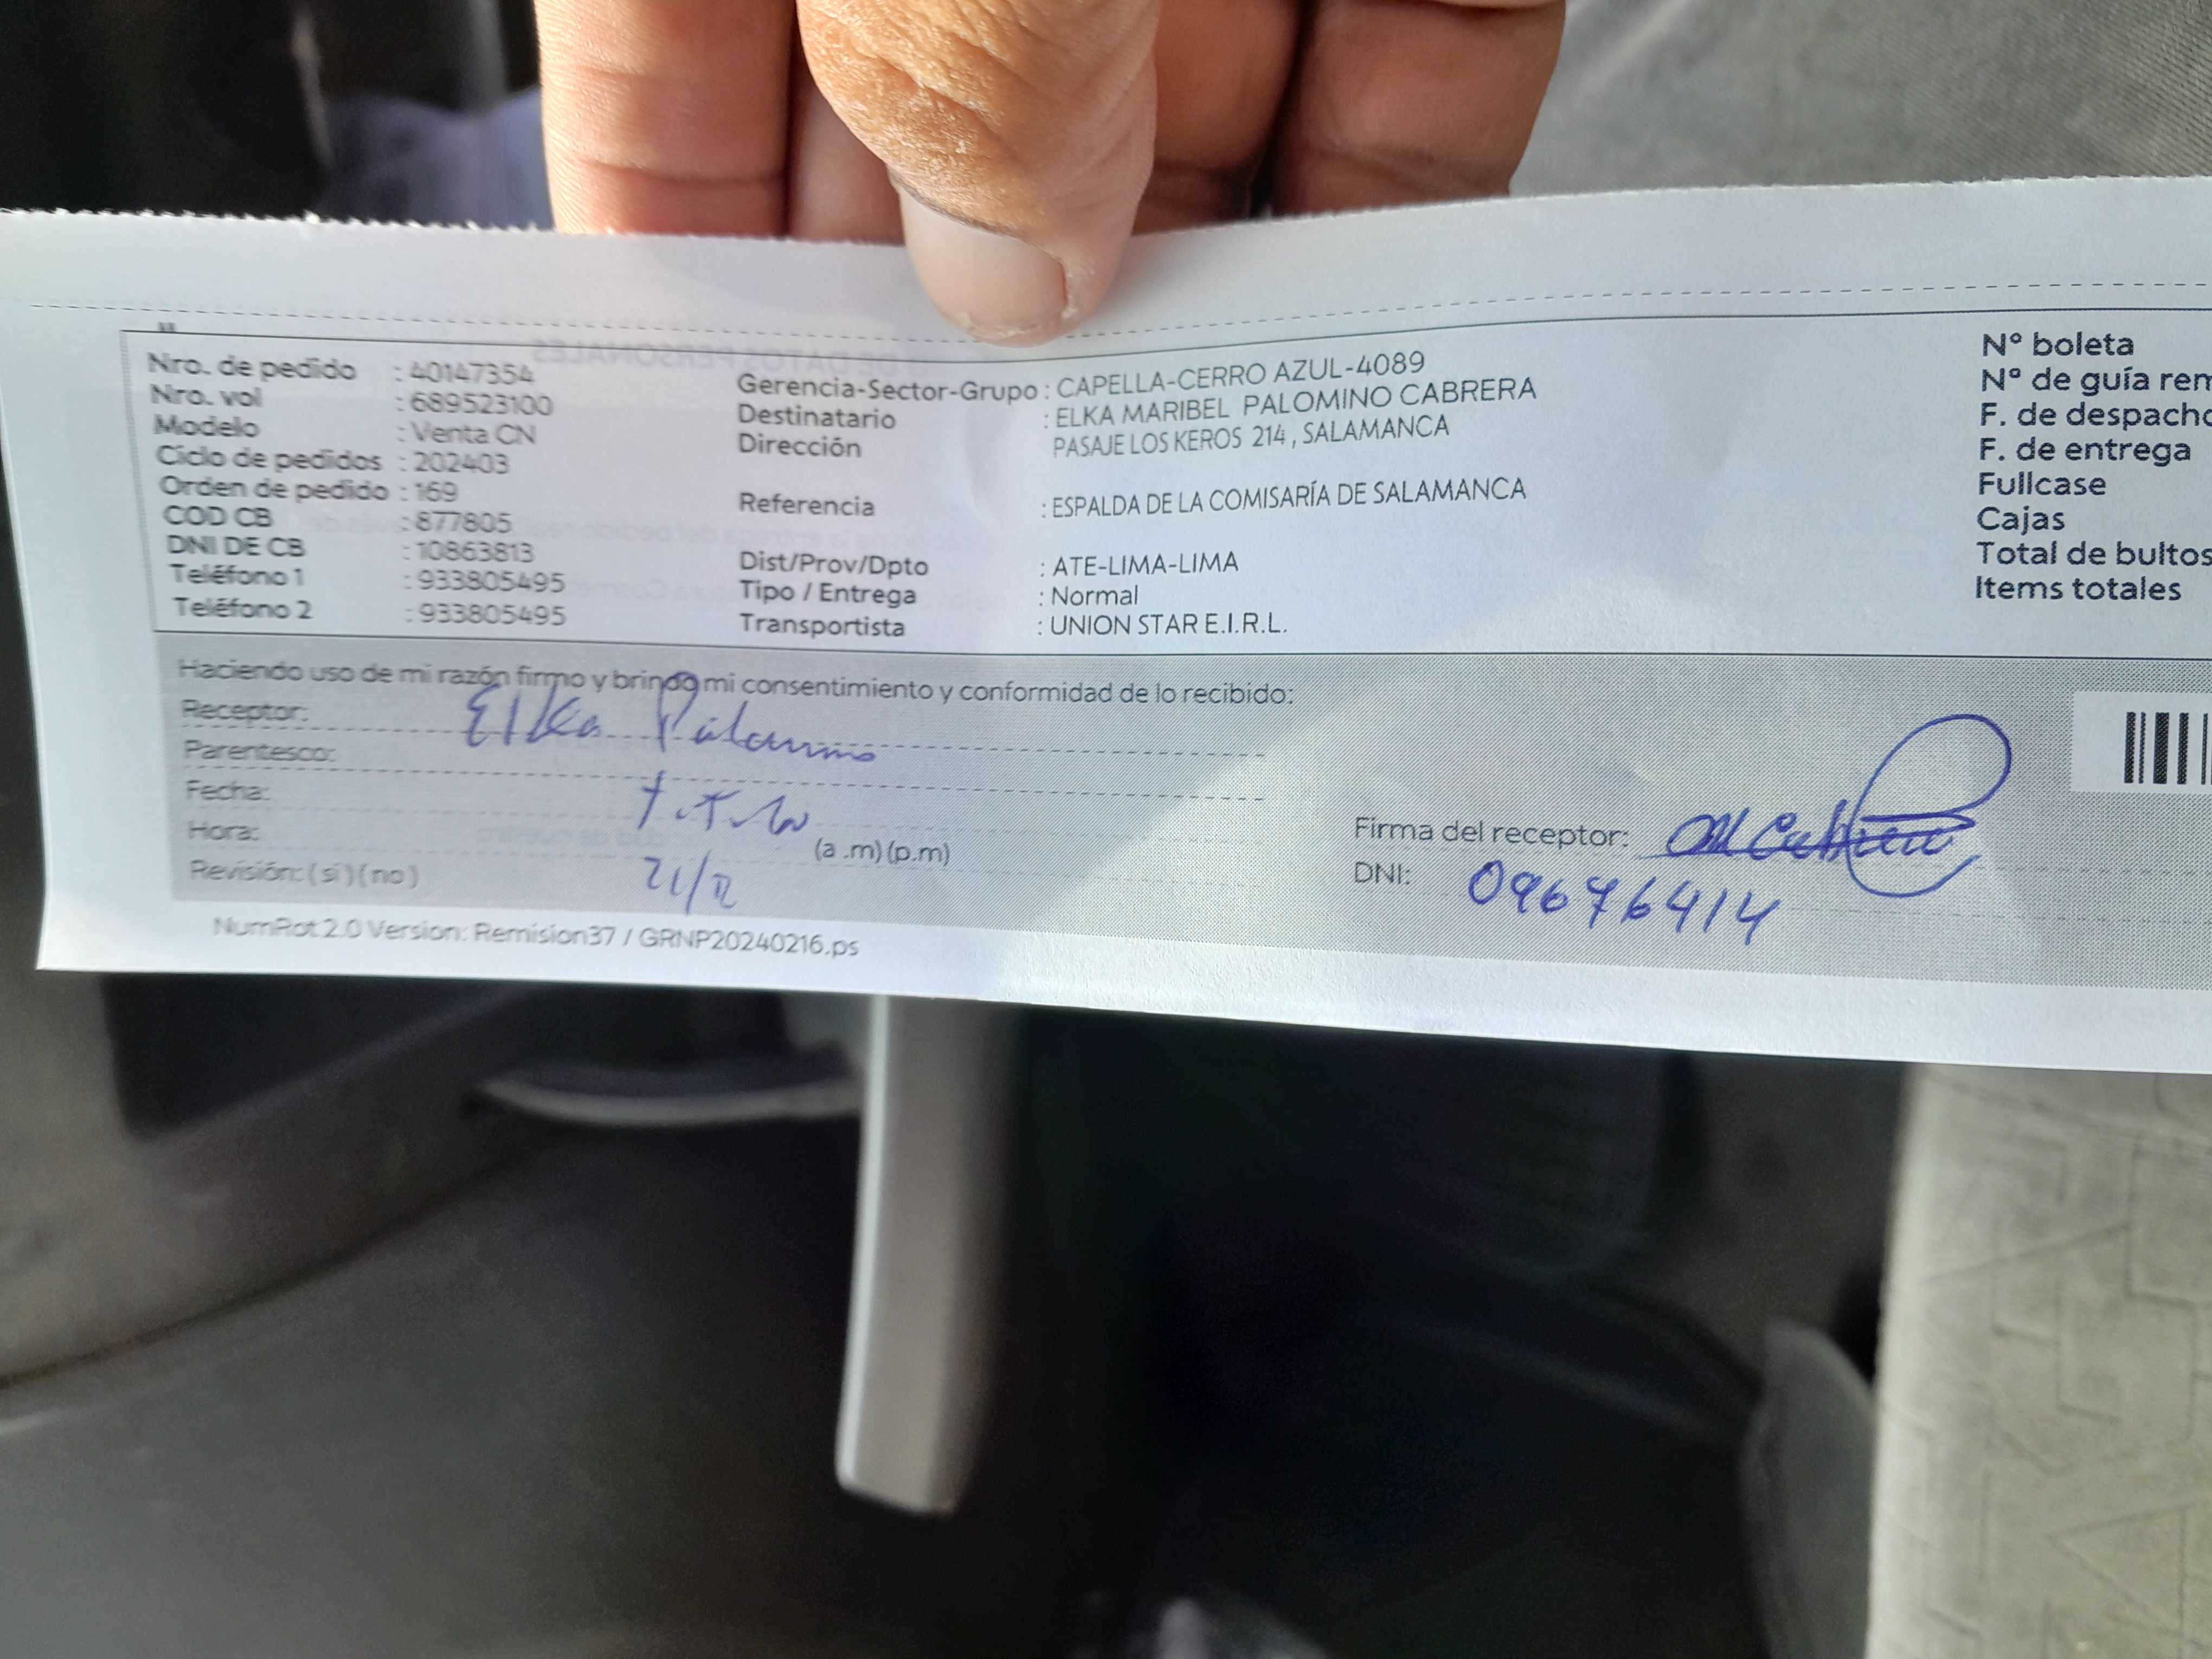 Nro. de pedido : 40147354
Nro. vol : 689523100
Modelo : Venta CN
Ciclo de pedidos : 202403
Orden de pedido : 169
COD CB : 877805
DNI DE CB : 10863813
Teléfono 1 : 933805495
Teléfono 2 : 933805495
Gerencia-Sector-Grupo : CAPELLA-CERRO AZUL-4089
Destinatario : ELKA MARIBEL PALOMINO CABRERA
Dirección PASAJE LOS KEROS 214 , SALAMANCA
Referencia : ESPALDA DE LA COMISARÍA DE SALAMANCA
Dist/Prov/Dpto : ATE-LIMA-LIMA
Tipo / Entrega : Normal
Transportista : UNION STAR E.I.R.L.
N° boleta
N° de guía rem
F. de despacho
F. de entrega
Fullcase
Cajas
Total de bultos
Items totales
Haciendo uso de mi razón firmo y brindo mi consentimiento y conformidad de lo recibido:
Receptor: Elka Palomino
Parentesco:
Fecha:
Hora: (a .m) (p.m)
Revisión: ( si ) ( no )
Firma del receptor: M Cabrera
DNI: 09676414
NumRot 2.0 Version: Remision37 / GRNP20240216.ps